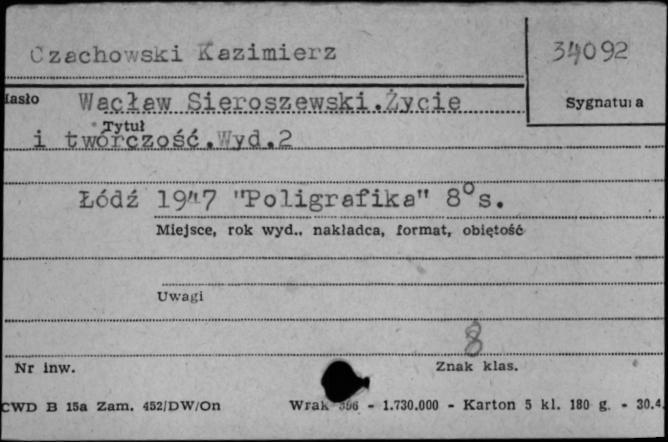 Czachowski Kazimierz
34092
Hasło
Wacław Sieroszewski.Życie
Sygnatura
Tytuł
i twórczość.Wyd.2
Łódź 1947 "Poligrafika" 8°s.
Miejsce, rok wyd., nakładca, format, objętość
Uwagi
8
Nr inw.
Znak klas.
CWD B 15a Zam. 452/DW/On
Wrak 396 - 1.730.000 - Karton 5 kl. 180 g. - 30.4.